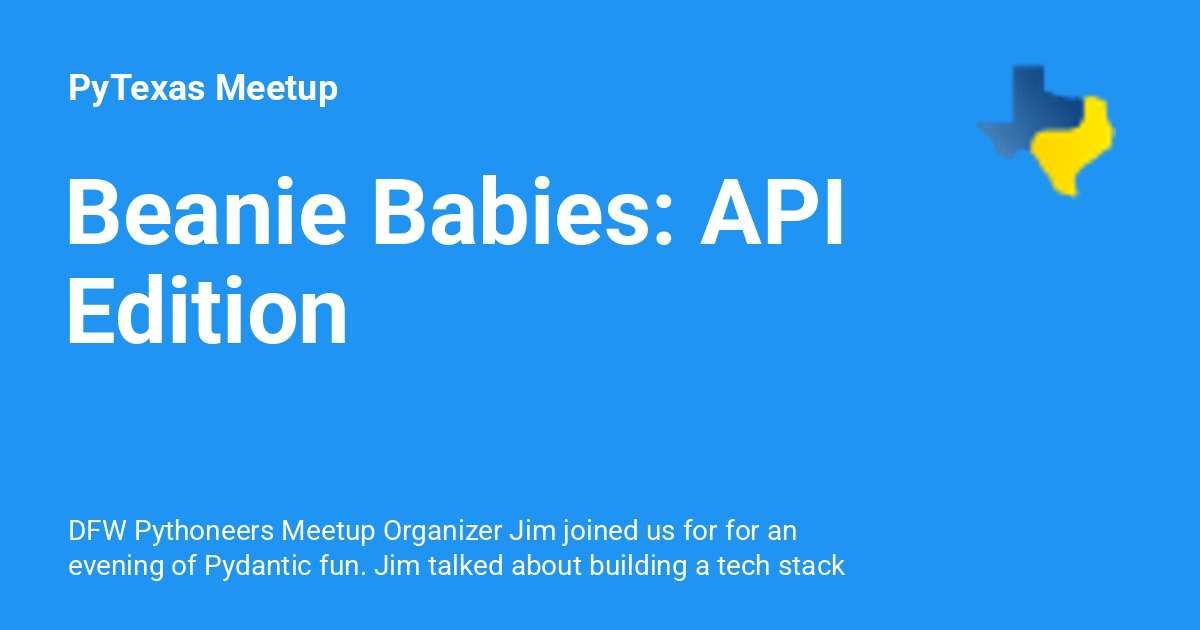 PyTexas Meetup
Beanie Babies: API
Edition
DFW Pythoneers Meetup Organizer Jim joined us for for an
evening of Pydantic fun. Jim talked about building a tech stack